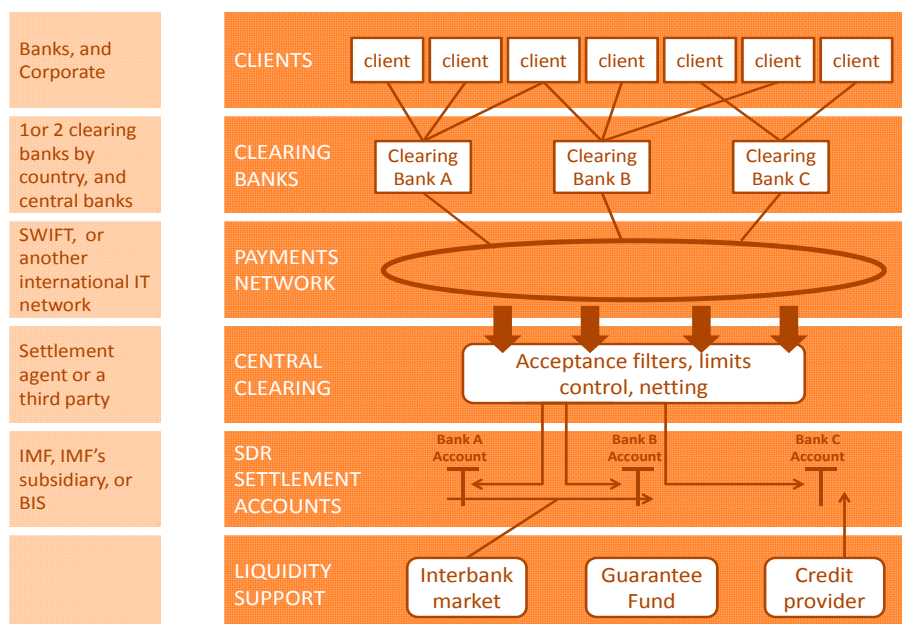 Banks, and
Corporate
CLIENTS
client
client
client
client
client
client
client
1or 2 clearing
banks by
country, and
central banks
CLEARING
BANKS
Clearing
Bank A
Clearing
Bank B
Clearing
Bank C
SWIFT, or
another
international IT
network
PAYMENTS
NETWORK
Settlement
agent or a
third party
CENTRAL
CLEARING
Acceptance filters, limits
control, netting
IMF, IMF's
subsidiary, or
BIS
SDR
SETTLEMENT
ACCOUNTS
Bank A
Account
Bank B
Account
Bank C
Account
LIQUIDITY
SUPPORT
Interbank
market
Guarantee
Fund
Credit
provider